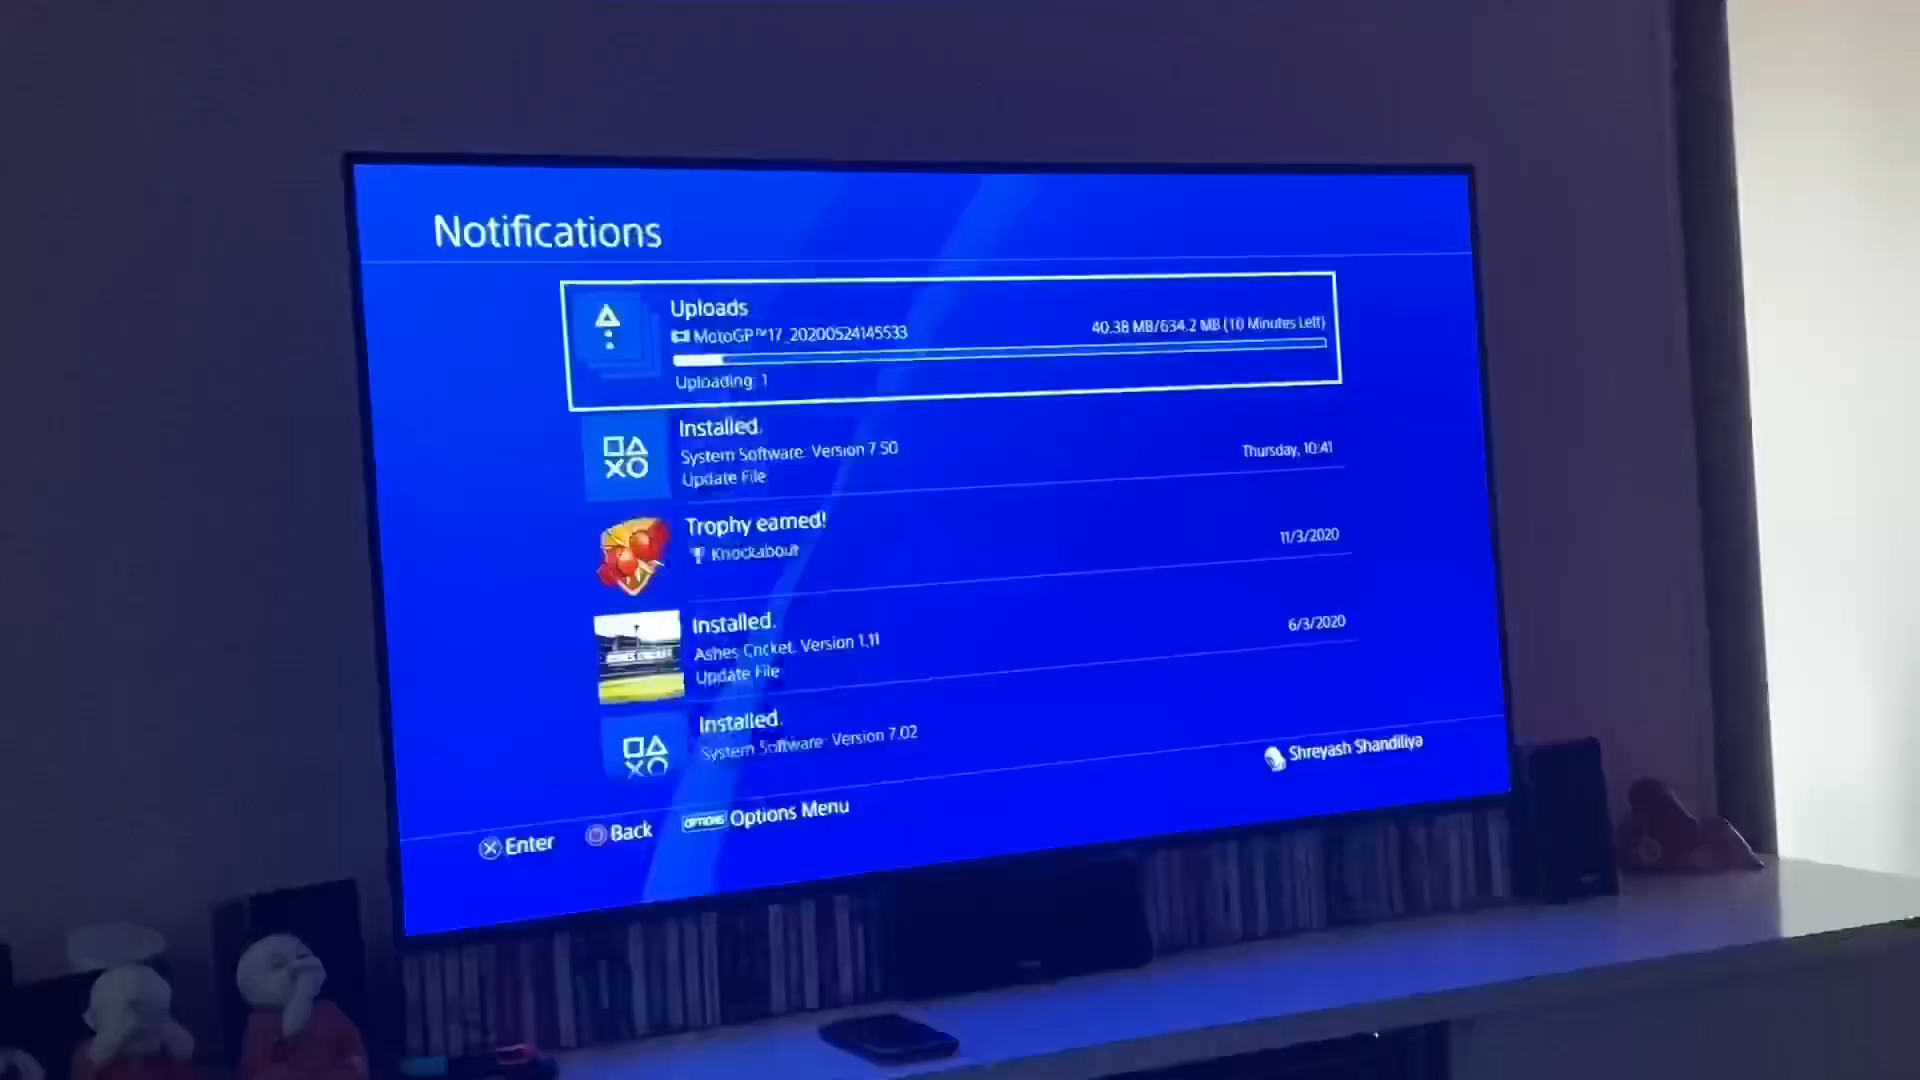 Notifications
Uploads
MotoGP™17_20200524145533
40.38 MB/634.2 MB (10 Minutes Left)
Uploading: 1
Installed.
System Software: Version 7.50
Update File
Thursday, 10:41
Trophy earned!
Knockabout
11/3/2020
Installed.
Ashes Cricket: Version 1.11
Update File
6/3/2020
Installed.
System Software: Version 7.02
Shreyash Shandiliya
Enter
Back
OPTIONS Options Menu